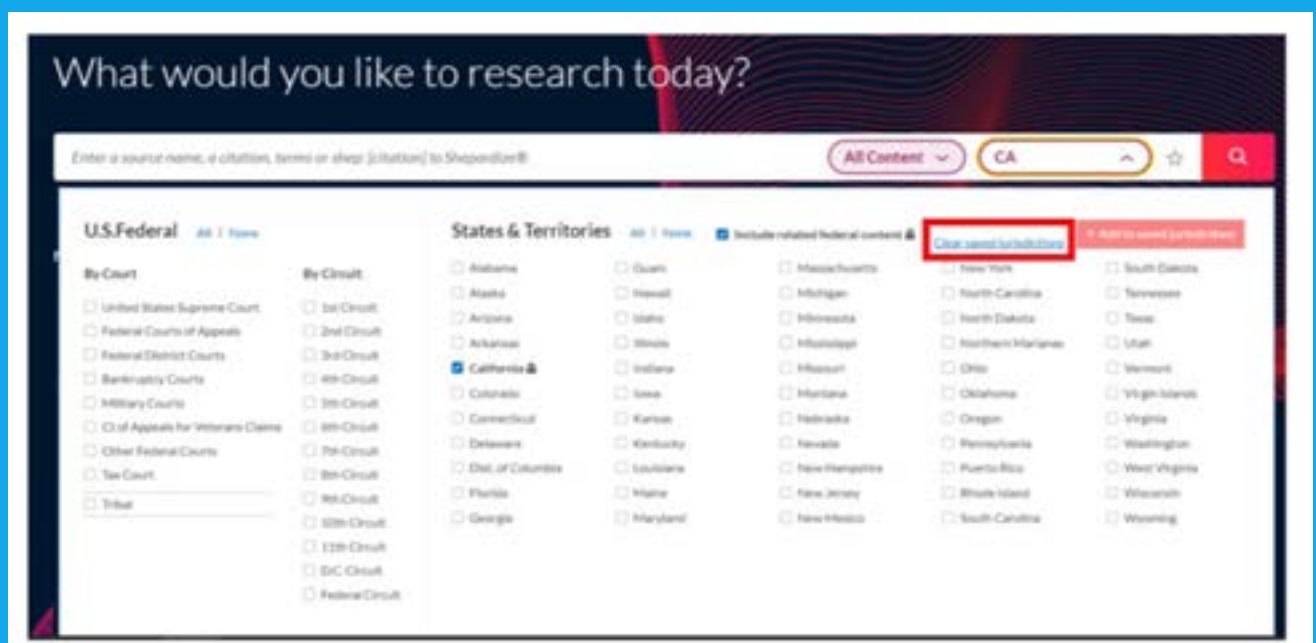 What would you like to research today?
Enter a source name, a citation, terms or shep: [citation] to Shepardize®
All Content
CA
U.S.Federal All | None
By Court
United States Supreme Court
Federal Courts of Appeals
Federal District Courts
Bankruptcy Courts
Military Courts
Ct of Appeals for Veterans Claims
Other Federal Courts
Tax Court
Tribal
By Circuit
1st Circuit
2nd Circuit
3rd Circuit
4th Circuit
5th Circuit
6th Circuit
7th Circuit
8th Circuit
9th Circuit
10th Circuit
11th Circuit
D.C. Circuit
Federal Circuit
States & Territories All | None
Include related federal content
Clear saved jurisdictions
+ Add to saved jurisdictions
Alabama
Alaska
Arizona
Arkansas
California
Colorado
Connecticut
Delaware
Dist. of Columbia
Florida
Georgia
Guam
Hawaii
Idaho
Illinois
Indiana
Iowa
Kansas
Kentucky
Louisiana
Maine
Maryland
Massachusetts
Michigan
Minnesota
Mississippi
Missouri
Montana
Nebraska
Nevada
New Hampshire
New Jersey
New Mexico
New York
North Carolina
North Dakota
Northern Marianas
Ohio
Oklahoma
Oregon
Pennsylvania
Puerto Rico
Rhode Island
South Carolina
South Dakota
Tennessee
Texas
Utah
Vermont
Virgin Islands
Virginia
Washington
West Virginia
Wisconsin
Wyoming